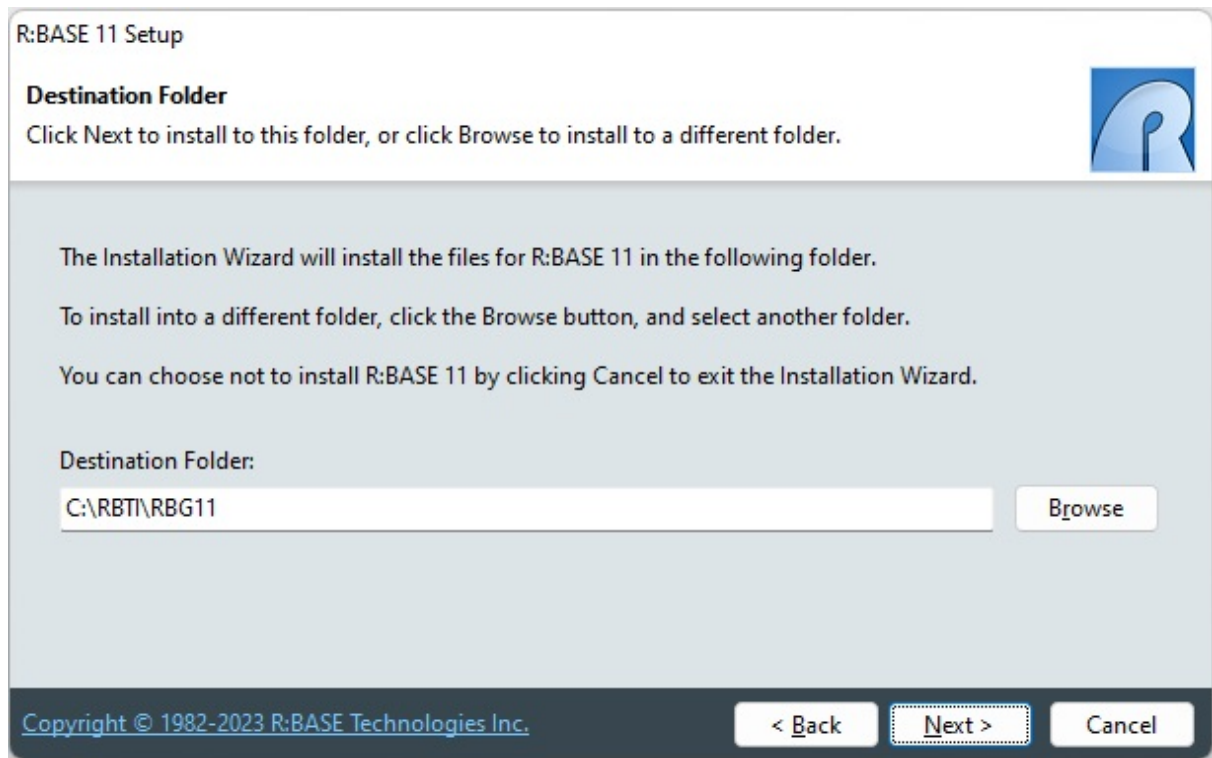 R:BASE 11 Setup
Destination Folder
Click Next to install to this folder, or click Browse to install to a different folder.
The Installation Wizard will install the files for R:BASE 11 in the following folder.
To install into a different folder, click the Browse button, and select another folder.
You can choose not to install R:BASE 11 by clicking Cancel to exit the Installation Wizard.
Destination Folder:
C:\RBTI\RBG11
Browse
Copyright © 1982-2023 R:BASE Technologies Inc.
< Back
Next >
Cancel